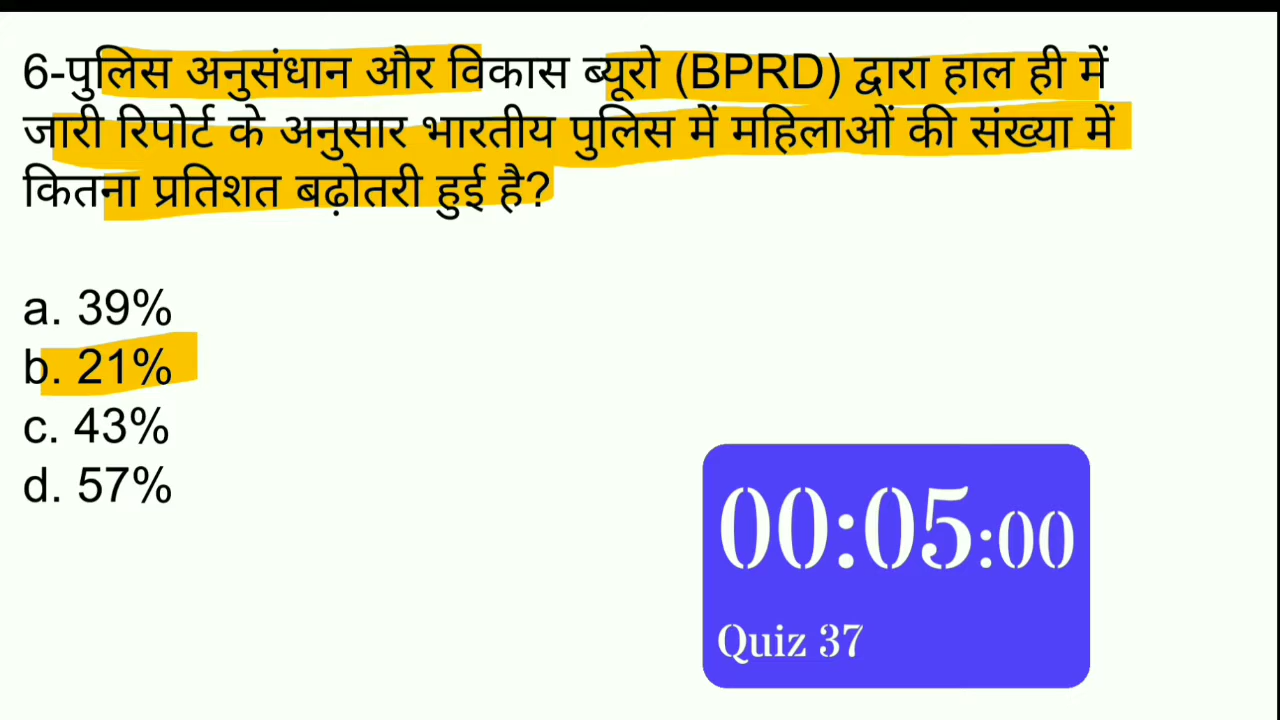 6-पुलिस अनुसंधान और विकास ब्यूरो (BPRD) द्वारा हाल ही में
जारी रिपोर्ट के अनुसार भारतीय पुलिस में महिलाओं की संख्या में
कितना प्रतिशत बढ़ोतरी हुई है?
a. 39%
b. 21%
c. 43%
d. 57%
00:05:00
Quiz 37